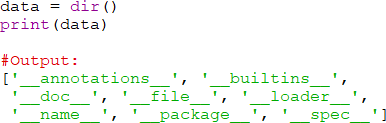 data = dir()
print(data)
#Output:
['__annotations__', '__builtins__',
'__doc__', '__file__', '__loader__',
'__name__', '__package__', '__spec__']